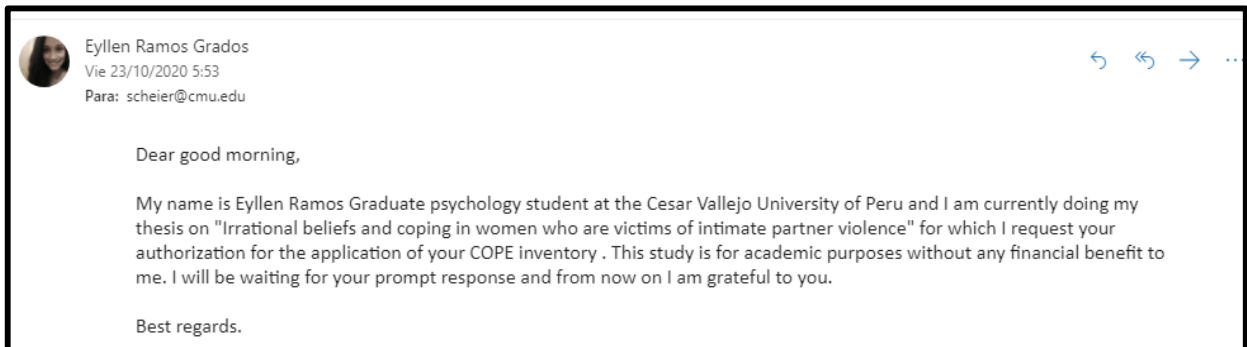 Eyllen Ramos Grados
Vie 23/10/2020 5:53
Para: scheier@cmu.edu
Dear good morning,
My name is Eyllen Ramos Graduate psychology student at the Cesar Vallejo University of Peru and I am currently doing my
thesis on "Irrational beliefs and coping in women who are victims of intimate partner violence" for which I request your
authorization for the application of your COPE inventory . This study is for academic purposes without any financial benefit to
me. I will be waiting for your prompt response and from now on I am grateful to you.
Best regards.